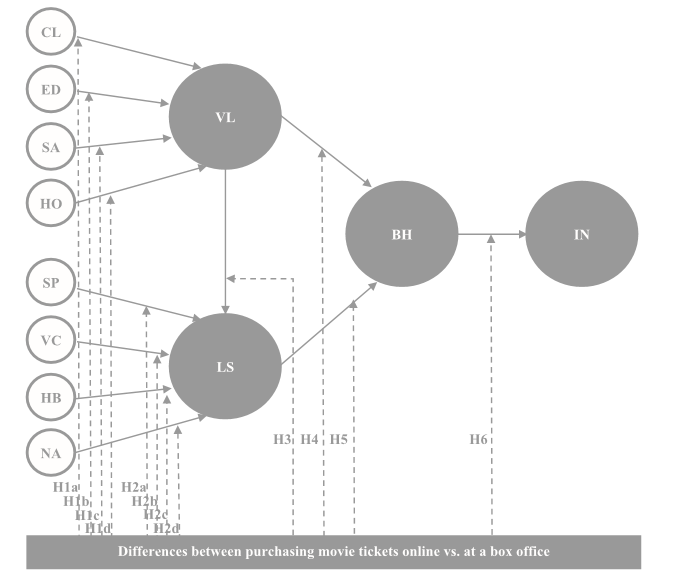 CL
ED
VL
SA
HO
BH
IN
SP
VC
LS
HB
NA
H3 H4 H5 H6
H1a H2a
H1b H2b
H1c H2c
H1d H2d
Differences between purchasing movie tickets online vs. at a box office